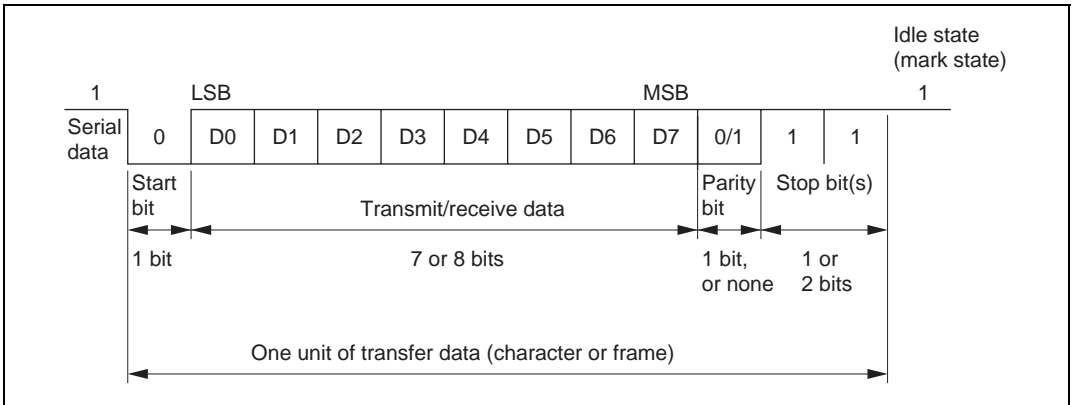 Idle state
(mark state)
1 LSB MSB 1
Serial
data
0 D0 D1 D2 D3 D4 D5 D6 D7 0/1 1 1
Start
bit
Transmit/receive data
Parity
bit
Stop bit(s)
1 bit
7 or 8 bits
1 bit,
or none
1 or
2 bits
One unit of transfer data (character or frame)